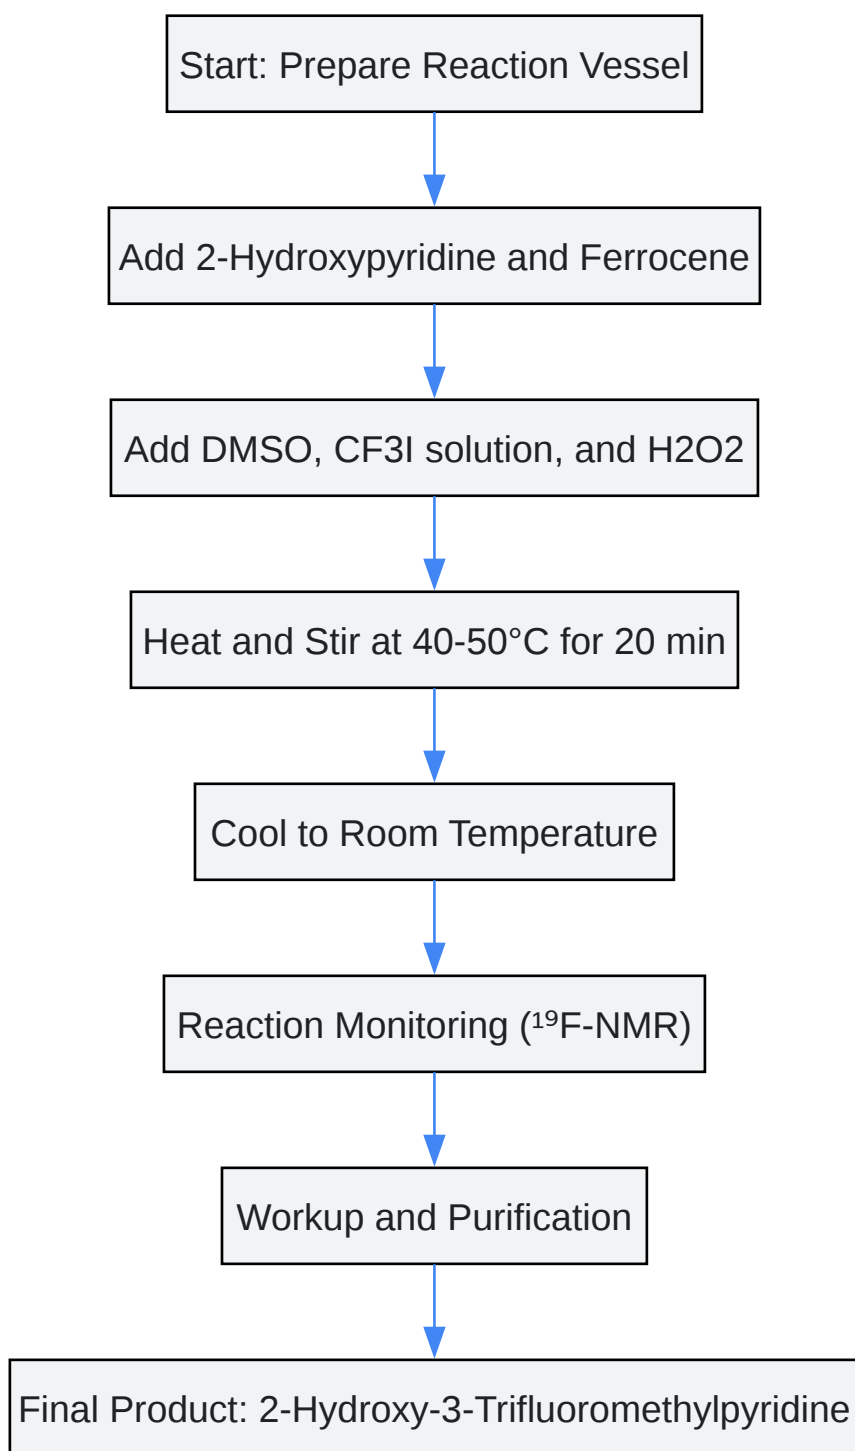 Start: Prepare Reaction Vessel
Add 2-Hydroxypyridine and Ferrocene
Add DMSO, CF3I solution, and H2O2
Heat and Stir at 40-50°C for 20 min
Cool to Room Temperature
Reaction Monitoring (¹⁹F-NMR)
Workup and Purification
Final Product: 2-Hydroxy-3-Trifluoromethylpyridine